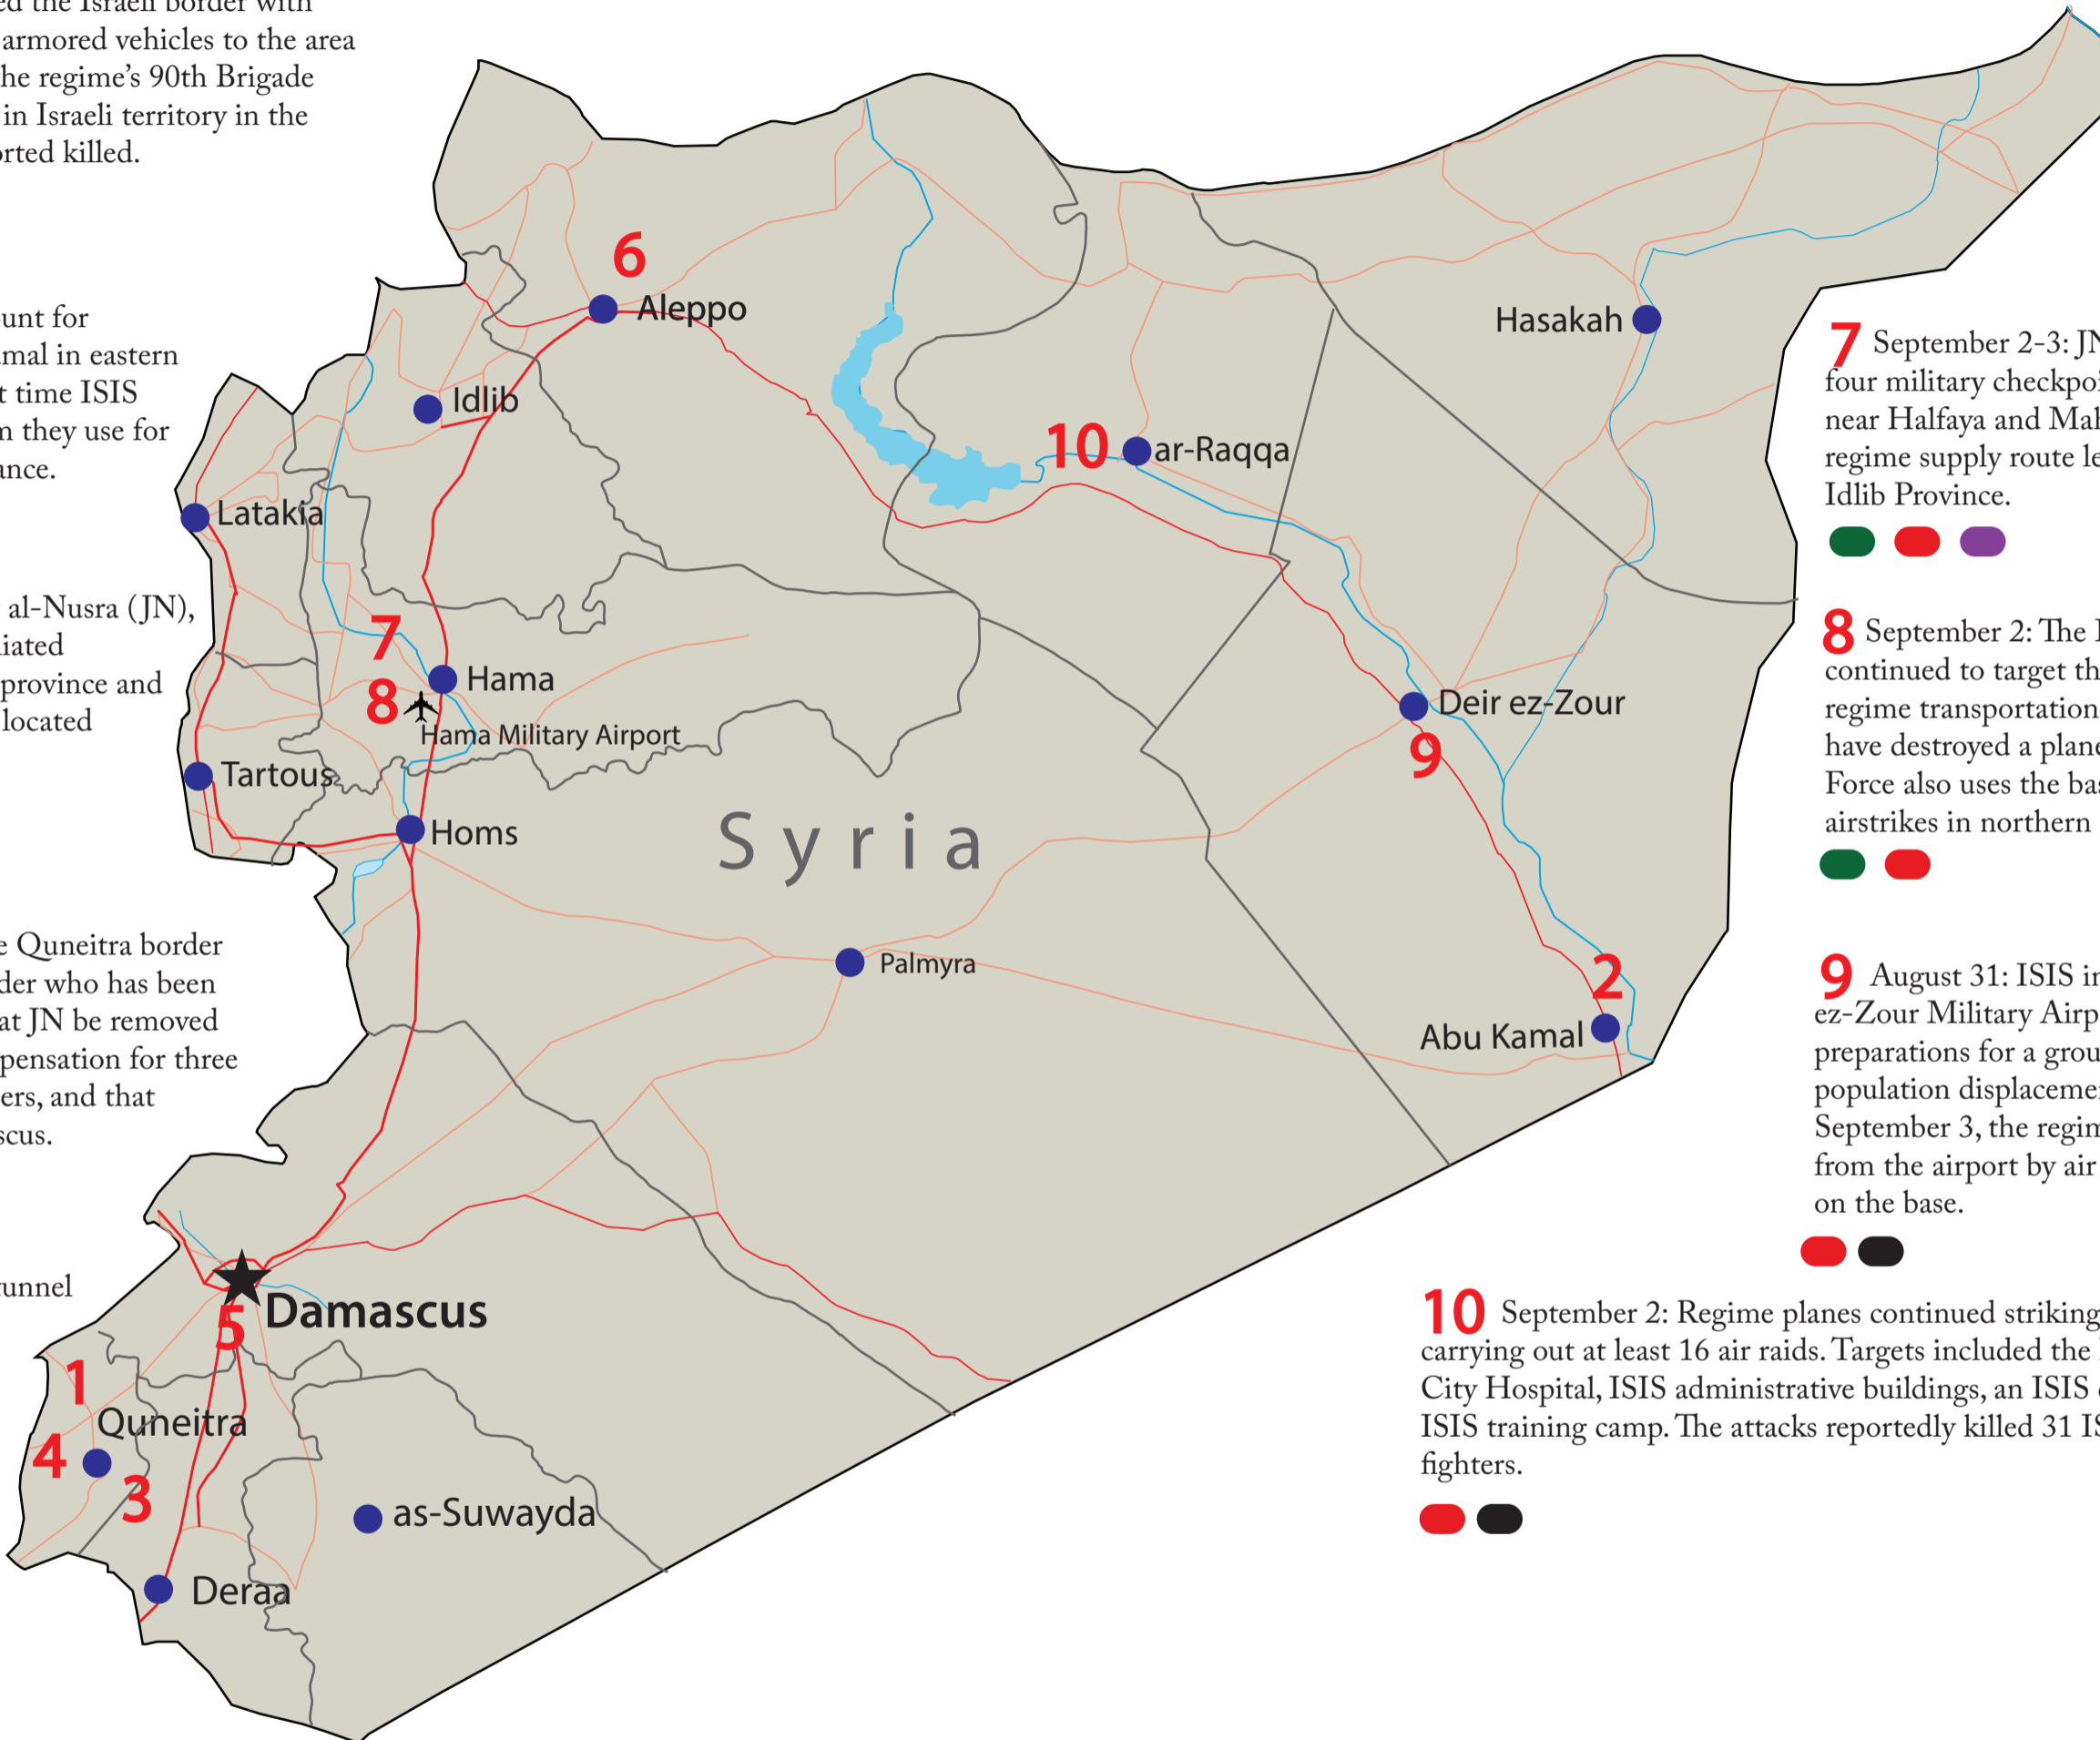 the Israeli border with
armored vehicles to the area
he regime's 90th Brigade
in Israeli territory in the
orted killed.
unt for
amal in eastern
t time ISIS
m they use for
ance.
al-Nusra (JN),
iated
province and
located
e Quneitra border
der who has been
at JN be removed
pensation for three
ers, and that
scus.
unnel
6
Aleppo
Idlib
Latakia
10
ar-Raqqa
Hasakah
7
Hama
8
Hama Military Airport
Tartous
Homs
Syria
Deir ez-Zour
9
Palmyra
2
Abu Kamal
Damascus
5
1
Quneitra
4
3
as-Suwayda
Deraa
7 September 2-3: JN
four military checkpoi
near Halfaya and Mah
regime supply route le
Idlib Province.
8 September 2: The
continued to target th
regime transportation
have destroyed a plane
Force also uses the bas
airstrikes in northern
9 August 31: ISIS in
ez-Zour Military Airp
preparations for a grou
population displaceme
September 3, the regim
from the airport by air
on the base.
10 September 2: Regime planes continued striking
carrying out at least 16 air raids. Targets included the
City Hospital, ISIS administrative buildings, an ISIS
ISIS training camp. The attacks reportedly killed 31 IS
fighters.